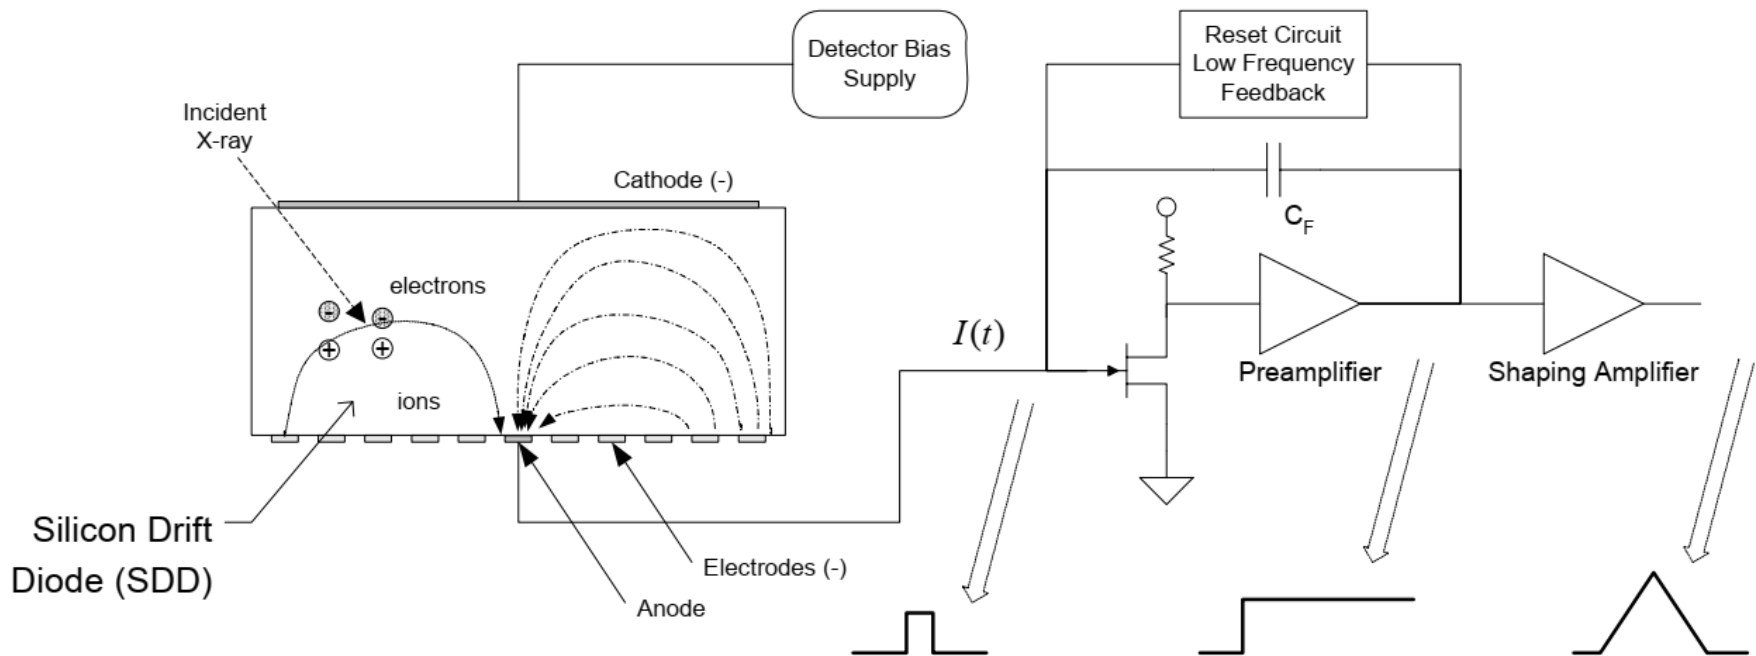 Detector Bias
Supply
Reset Circuit
Low Frequency
Feedback
Incident
X-ray
Cathode (-)
C_F
electrons
I(t)
Preamplifier
Shaping Amplifier
ions
-
-
+
+
Silicon Drift
Diode (SDD)
Electrodes (-)
Anode